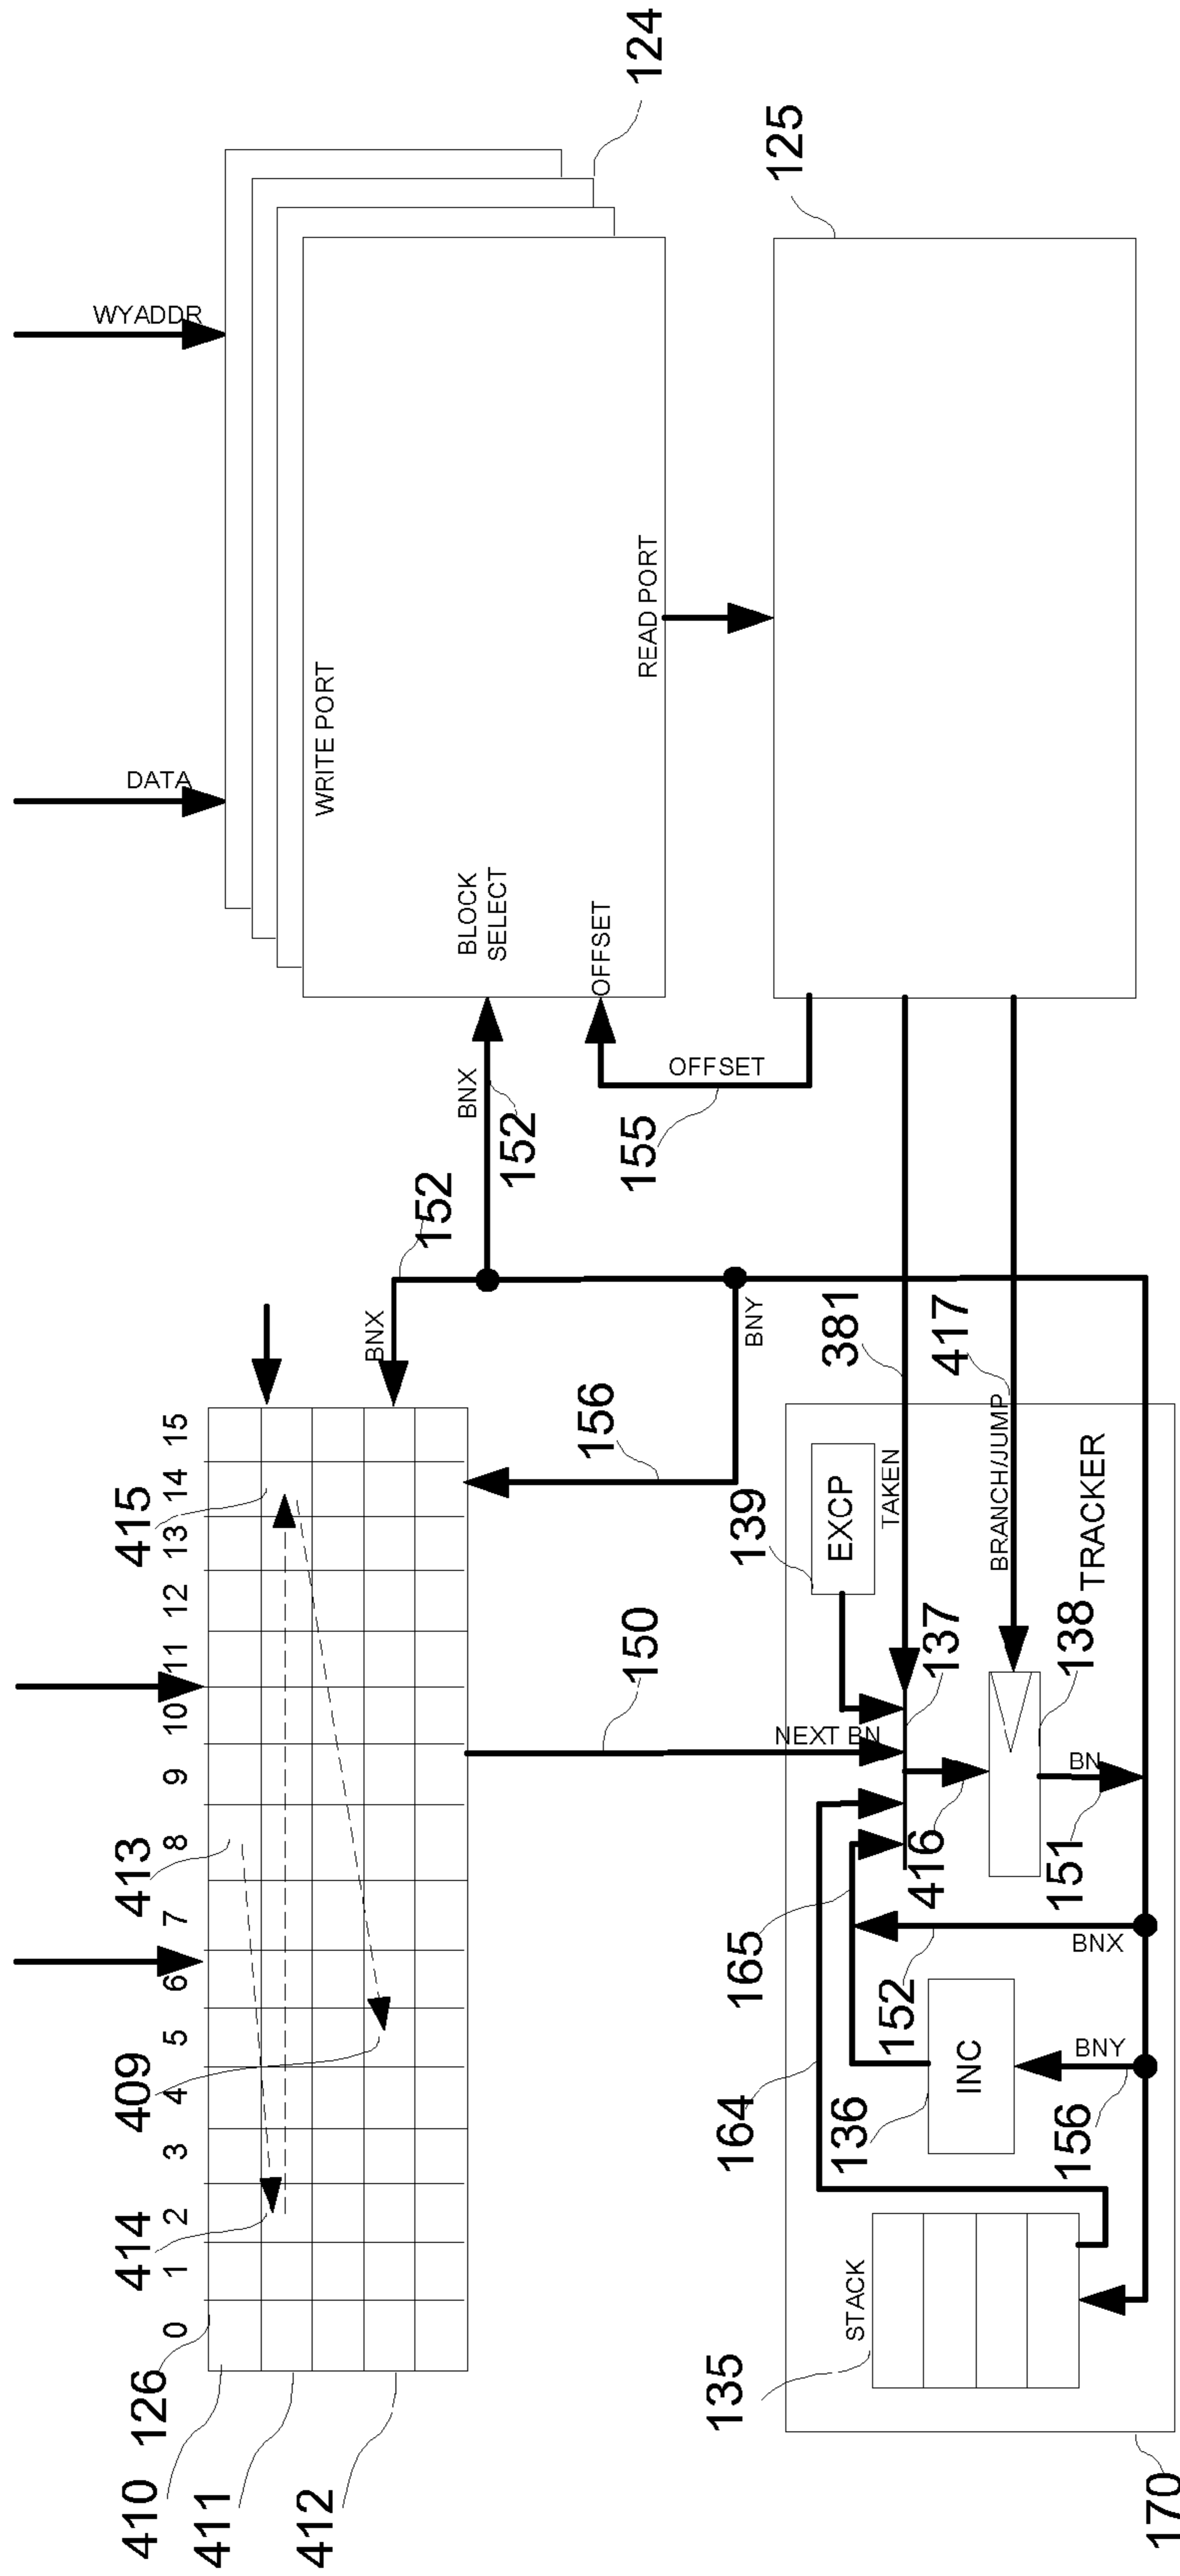 410
126
414
409
413
415
DATA
WYADDR
0 1 2 3 4 5 6 7 8 9 10 11 12 13 14 15
411
412
WRITE PORT
124
BNX
152
BNX
152
BLOCK
SELECT
156
OFFSET
READ PORT
155
OFFSET
150
BNY
135
164
165
139
125
NEXT BN
381
STACK
136
152
416
137
EXCP
TAKEN
417
INC
156
BNY
BNX
151
BN
138
BRANCH/JUMP
TRACKER
170